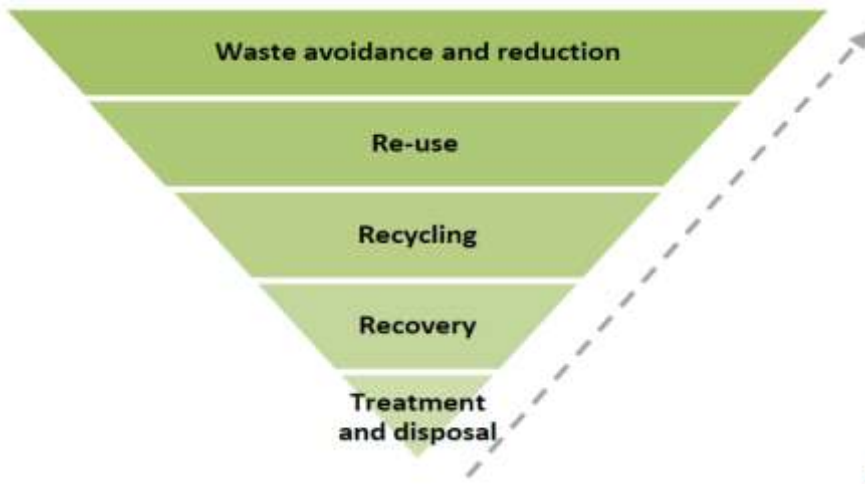 Waste avoidance and reduction
Re-use
Recycling
Recovery
Treatment
and disposal